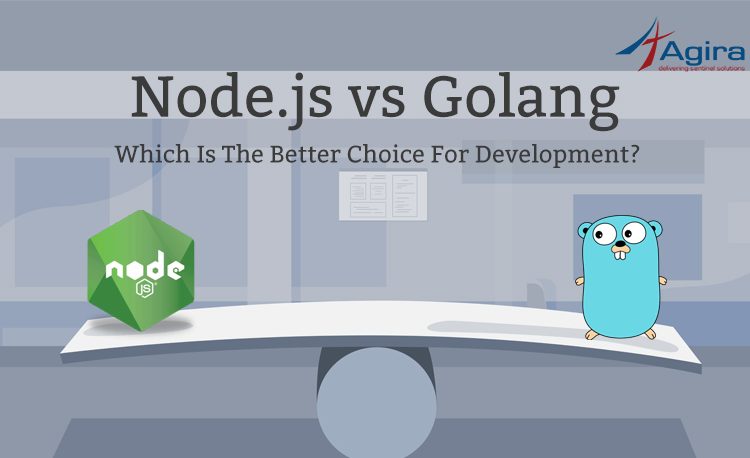 Agira
delivering sentinel solutions
Node.js vs Golang
Which Is The Better Choice For Development?
node
JS